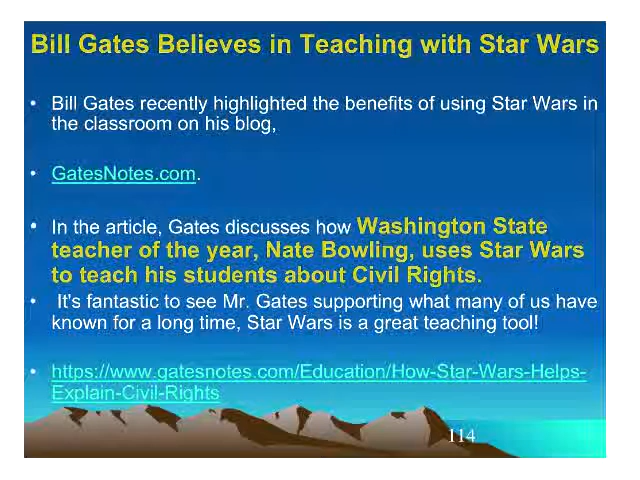 Bill Gates Believes in Teaching with Star Wars
• Bill Gates recently highlighted the benefits of using Star Wars in
the classroom on his blog,
• GatesNotes.com.
• In the article, Gates discusses how Washington State
teacher of the year, Nate Bowling, uses Star Wars
to teach his students about Civil Rights.
• It's fantastic to see Mr. Gates supporting what many of us have
known for a long time, Star Wars is a great teaching tool!
• https://www.gatesnotes.com/Education/How-Star-Wars-Helps-
Explain-Civil-Rights
114